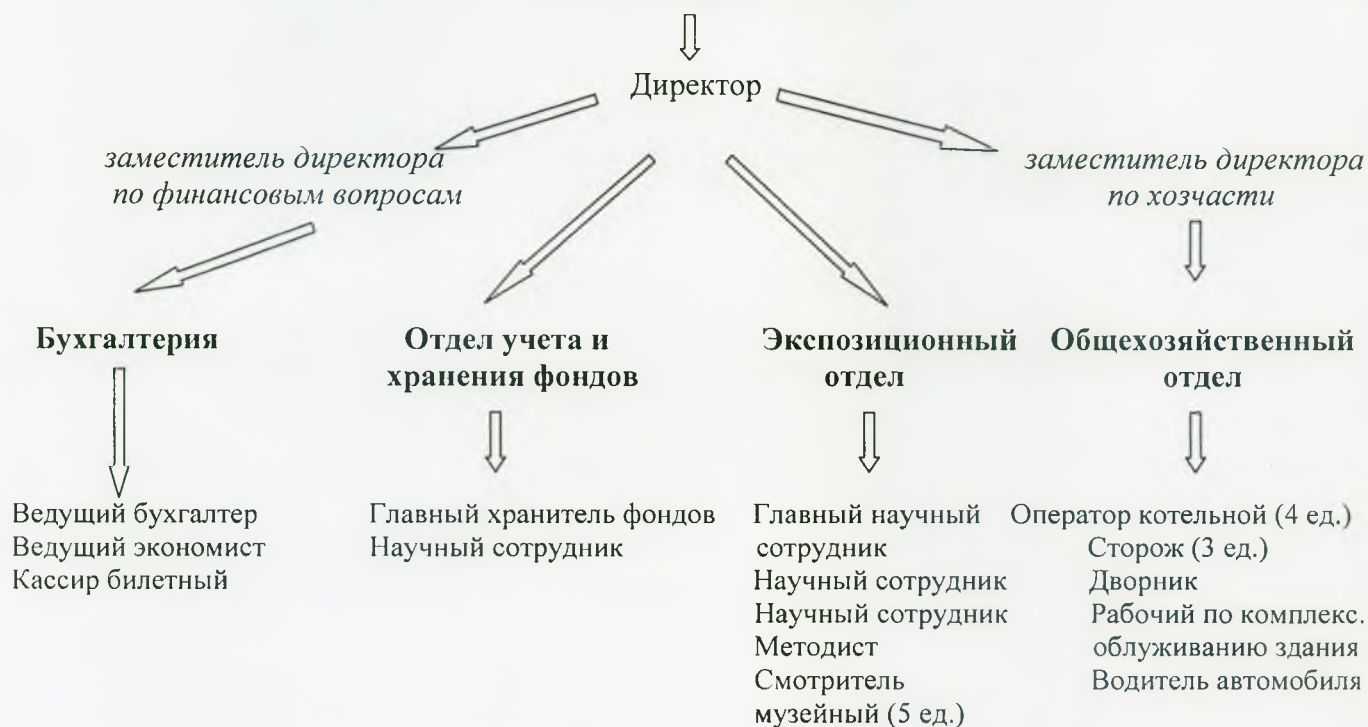 Директор
заместитель директора
по финансовым вопросам
заместитель директора
по хозчасти
Бухгалтерия
Отдел учета и
хранения фондов
Экспозиционный
отдел
Общехозяйственный
отдел
Ведущий бухгалтер
Ведущий экономист
Кассир билетный
Главный хранитель фондов
Научный сотрудник
Главный научный
сотрудник
Научный сотрудник
Научный сотрудник
Методист
Смотритель
музейный (5 ед.)
Оператор котельной (4 ед.)
Сторож (3 ед.)
Дворник
Рабочий по комплекс.
облуживанию здания
Водитель автомобиля